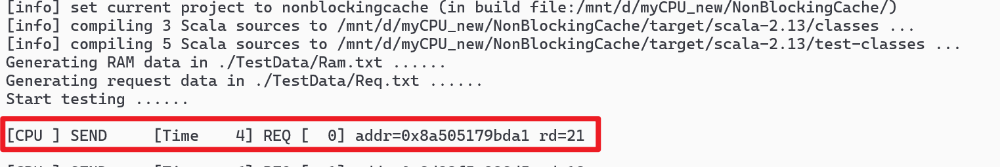 [info] set current project to nonblockingcache (in build file:/mnt/d/myCPU_new/NonBlockingCache/)
[info] compiling 3 Scala sources to /mnt/d/myCPU_new/NonBlockingCache/target/scala-2.13/classes ...
[info] compiling 5 Scala sources to /mnt/d/myCPU_new/NonBlockingCache/target/scala-2.13/test-classes ...
Generating RAM data in ./TestData/Ram.txt ......
Generating request data in ./TestData/Req.txt ......
Start testing ......
[CPU ] SEND     [Time    4] REQ [  0] addr=0x8a505179bda1 rd=21